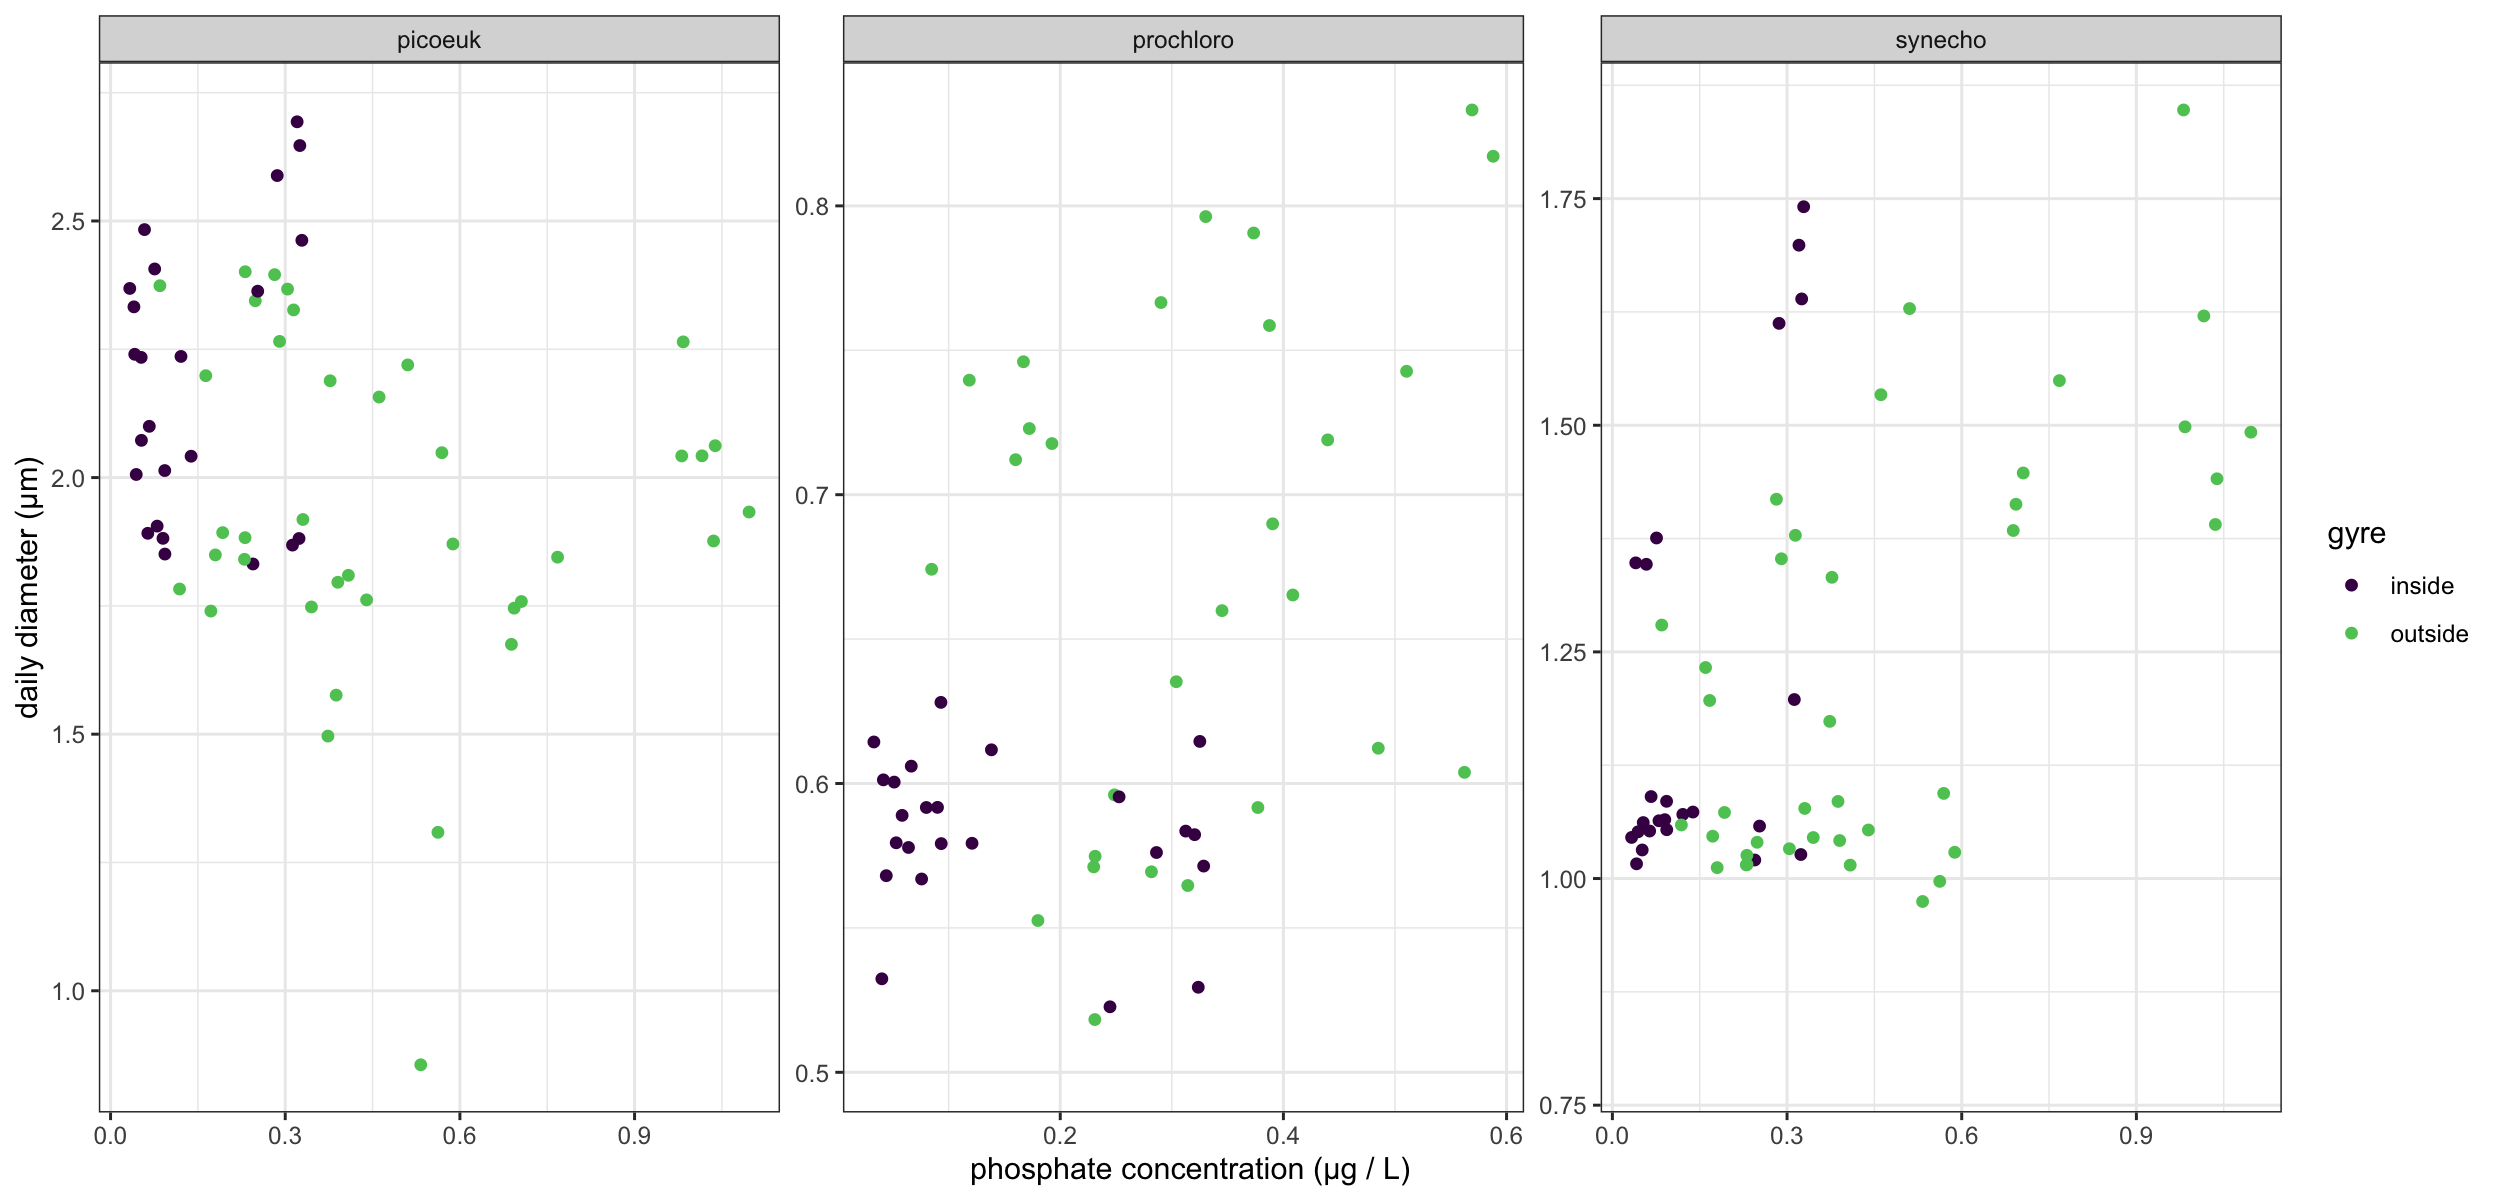 picoeuk
prochloro
synecho
daily diameter (µm)
2.5
2.0
1.5
1.0
0.8
0.7
0.6
0.5
1.75
1.50
1.25
1.00
0.75
0.0 0.3 0.6 0.9
0.2 0.4 0.6
0.0 0.3 0.6 0.9
phosphate concentration (µg / L)
gyre
inside
outside